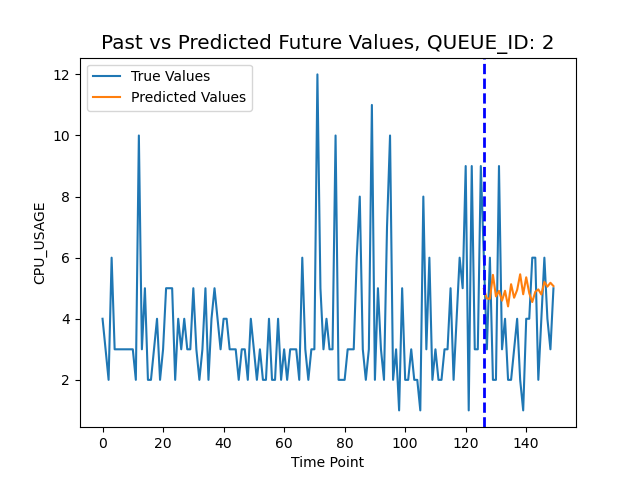 Past vs Predicted Future Values, QUEUE_ID: 2
True Values
Predicted Values
CPU_USAGE
12
10
8
6
4
2
0 20 40 60 80 100 120 140
Time Point